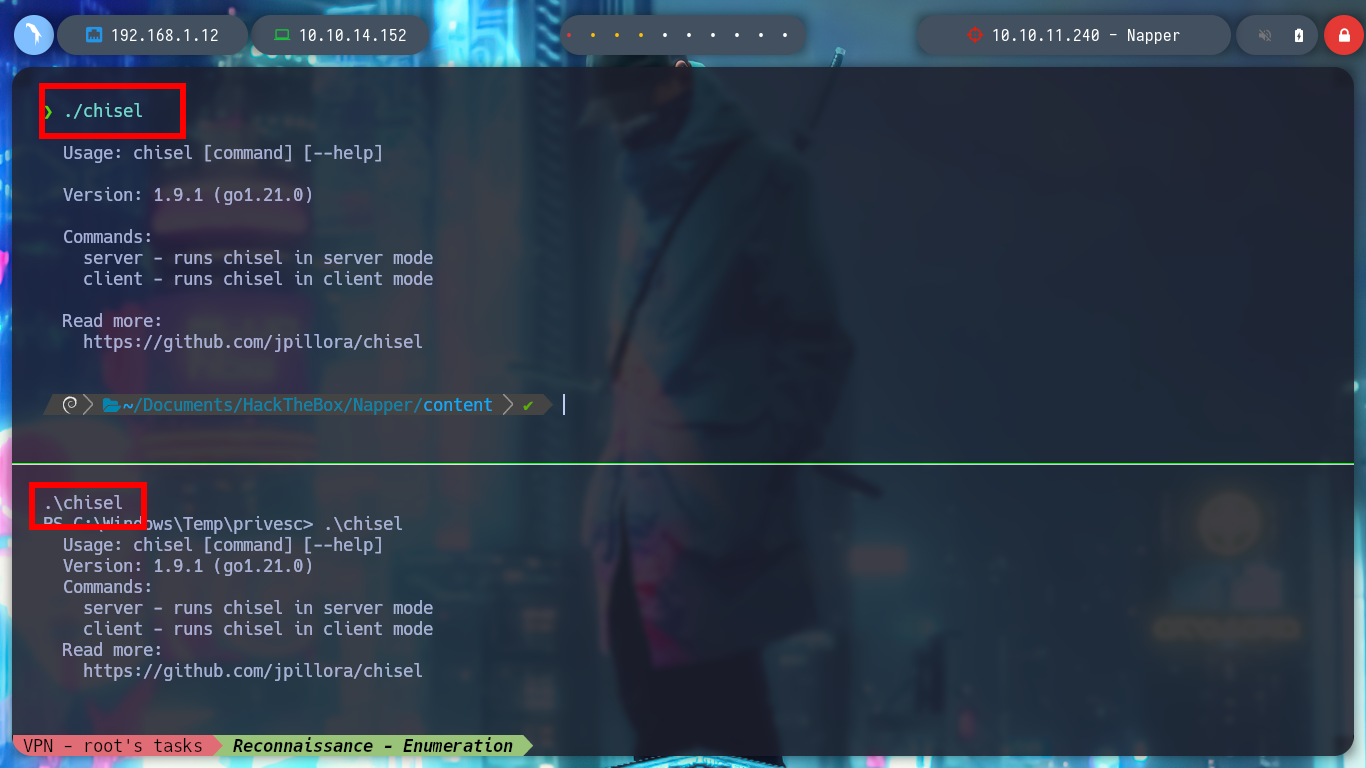 192.168.1.12
10.10.14.152
10.10.11.240 - Napper
❯ ./chisel
Usage: chisel [command] [--help]
Version: 1.9.1 (go1.21.0)
Commands:
server - runs chisel in server mode
client - runs chisel in client mode
Read more:
https://github.com/jpillora/chisel
~/Documents/HackTheBox/Napper/content ✔
.\chisel
PS C:\Windows\Temp\privesc> .\chisel
Usage: chisel [command] [--help]
Version: 1.9.1 (go1.21.0)
Commands:
server - runs chisel in server mode
client - runs chisel in client mode
Read more:
https://github.com/jpillora/chisel
VPN - root's tasks Reconnaissance - Enumeration